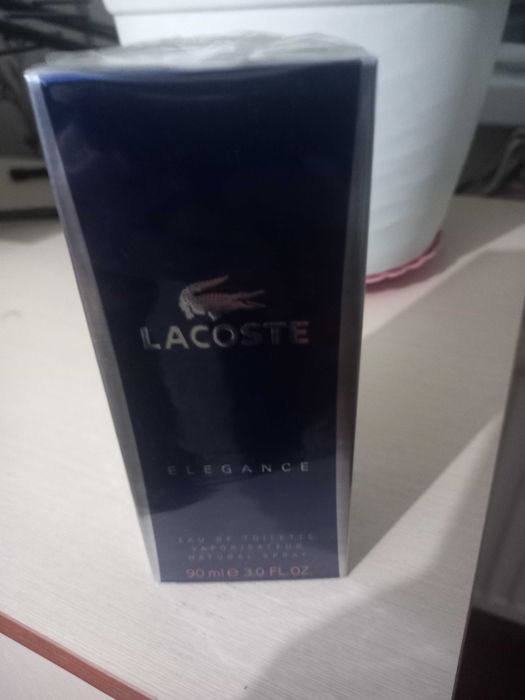 LACOSTE
ELEGANCE
EAU DE TOILETTE
VAPORISATEUR
NATURAL SPRAY
90 ml e 3.0 FL.OZ.